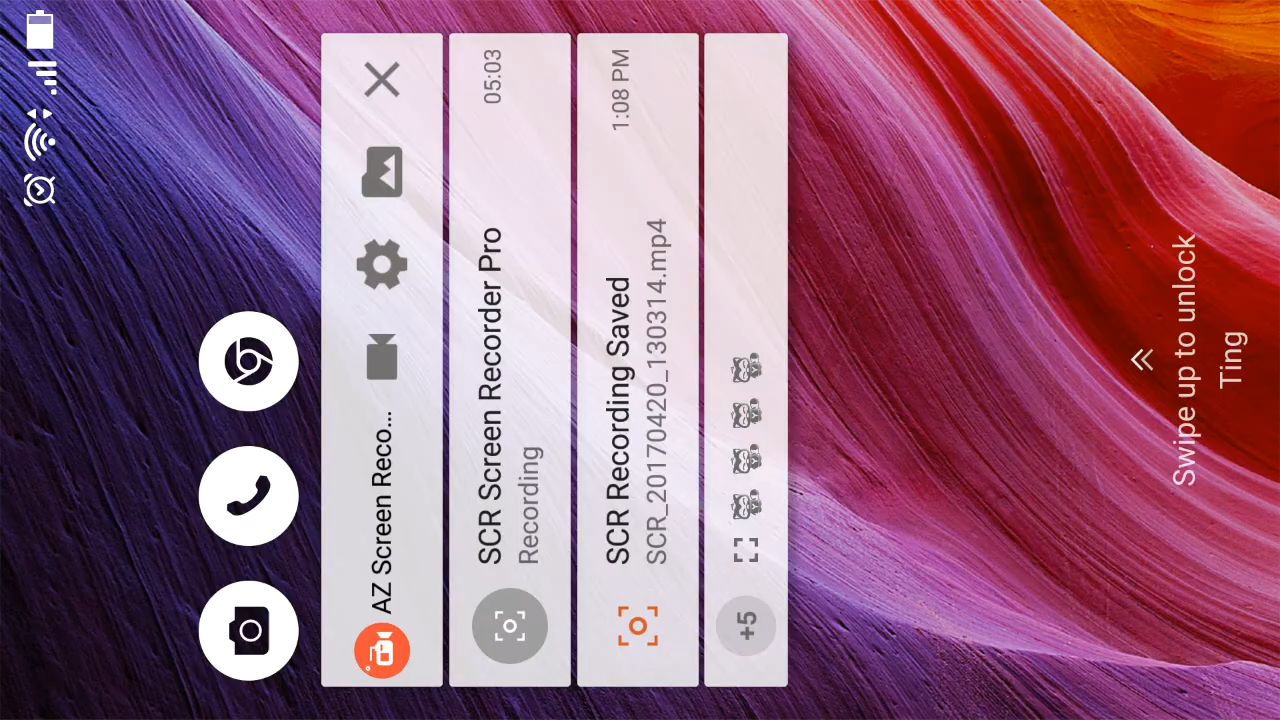 AZ Screen Reco...
SCR Screen Recorder Pro 05:03
Recording
SCR Recording Saved 1:08 PM
SCR_20170420_130314.mp4
+5
Swipe up to unlock
Ting